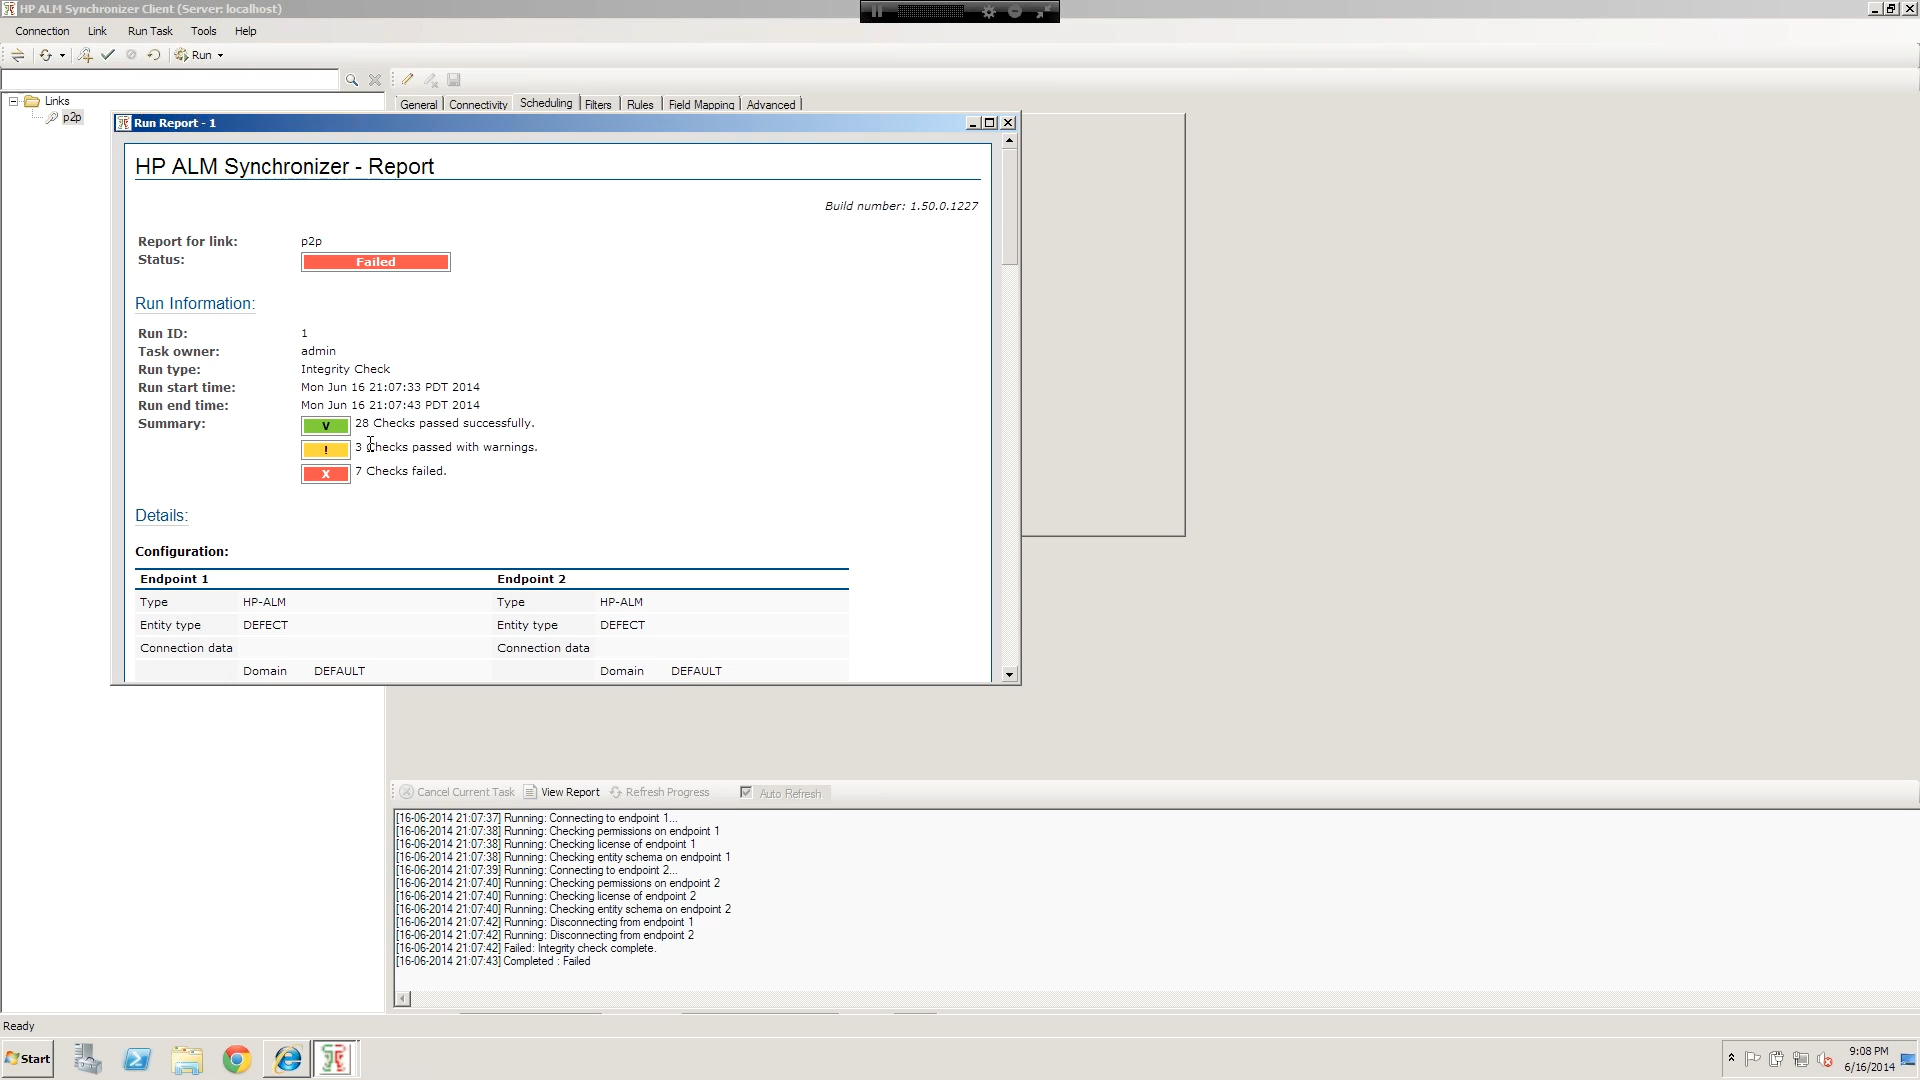 HP ALM Synchronizer Client (Server: localhost)
Connection Link Run Task Tools Help
Run
General Connectivity Scheduling Filters Rules Field Mapping Advanced
Links
p2p
Run Report - 1
HP ALM Synchronizer - Report
Build number: 1.50.0.1227
Report for link: p2p
Status: Failed
Run Information:
Run ID: 1
Task owner: admin
Run type: Integrity Check
Run start time: Mon Jun 16 21:07:33 PDT 2014
Run end time: Mon Jun 16 21:07:43 PDT 2014
Summary: V 28 Checks passed successfully.
! 3 Checks passed with warnings.
X 7 Checks failed.
Details:
Configuration:
Endpoint 1 Endpoint 2
Type HP-ALM Type HP-ALM
Entity type DEFECT Entity type DEFECT
Connection data Connection data
Domain DEFAULT Domain DEFAULT
Cancel Current Task View Report Refresh Progress Auto Refresh
[16-06-2014 21:07:37] Running: Connecting to endpoint 1...
[16-06-2014 21:07:38] Running: Checking permissions on endpoint 1
[16-06-2014 21:07:38] Running: Checking license of endpoint 1
[16-06-2014 21:07:38] Running: Checking entity schema on endpoint 1
[16-06-2014 21:07:39] Running: Connecting to endpoint 2...
[16-06-2014 21:07:40] Running: Checking permissions on endpoint 2
[16-06-2014 21:07:40] Running: Checking license of endpoint 2
[16-06-2014 21:07:40] Running: Checking entity schema on endpoint 2
[16-06-2014 21:07:42] Running: Disconnecting from endpoint 1
[16-06-2014 21:07:42] Running: Disconnecting from endpoint 2
[16-06-2014 21:07:42] Failed: Integrity check complete.
[16-06-2014 21:07:43] Completed : Failed
Ready
Start
9:08 PM
6/16/2014